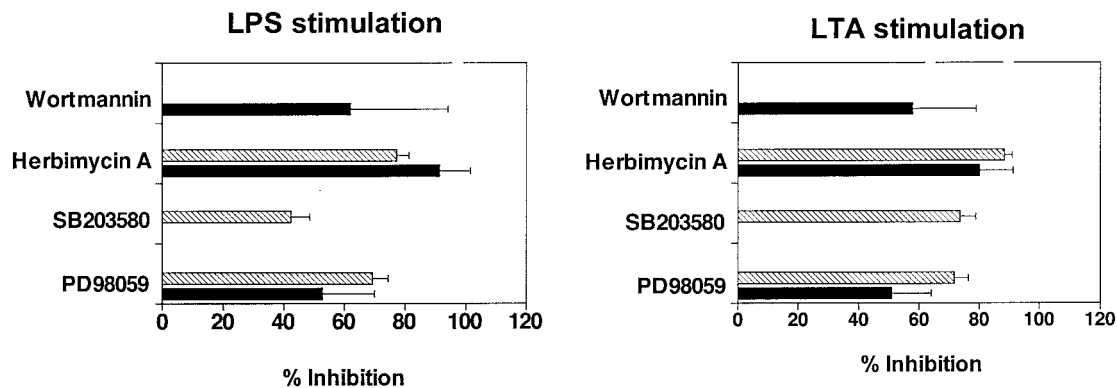 LPS stimulation
Wortmannin
Herbimycin A
SB203580
PD98059
0 20 40 60 80 100 120
% Inhibition
LTA stimulation
Wortmannin
Herbimycin A
SB203580
PD98059
0 20 40 60 80 100 120
% Inhibition